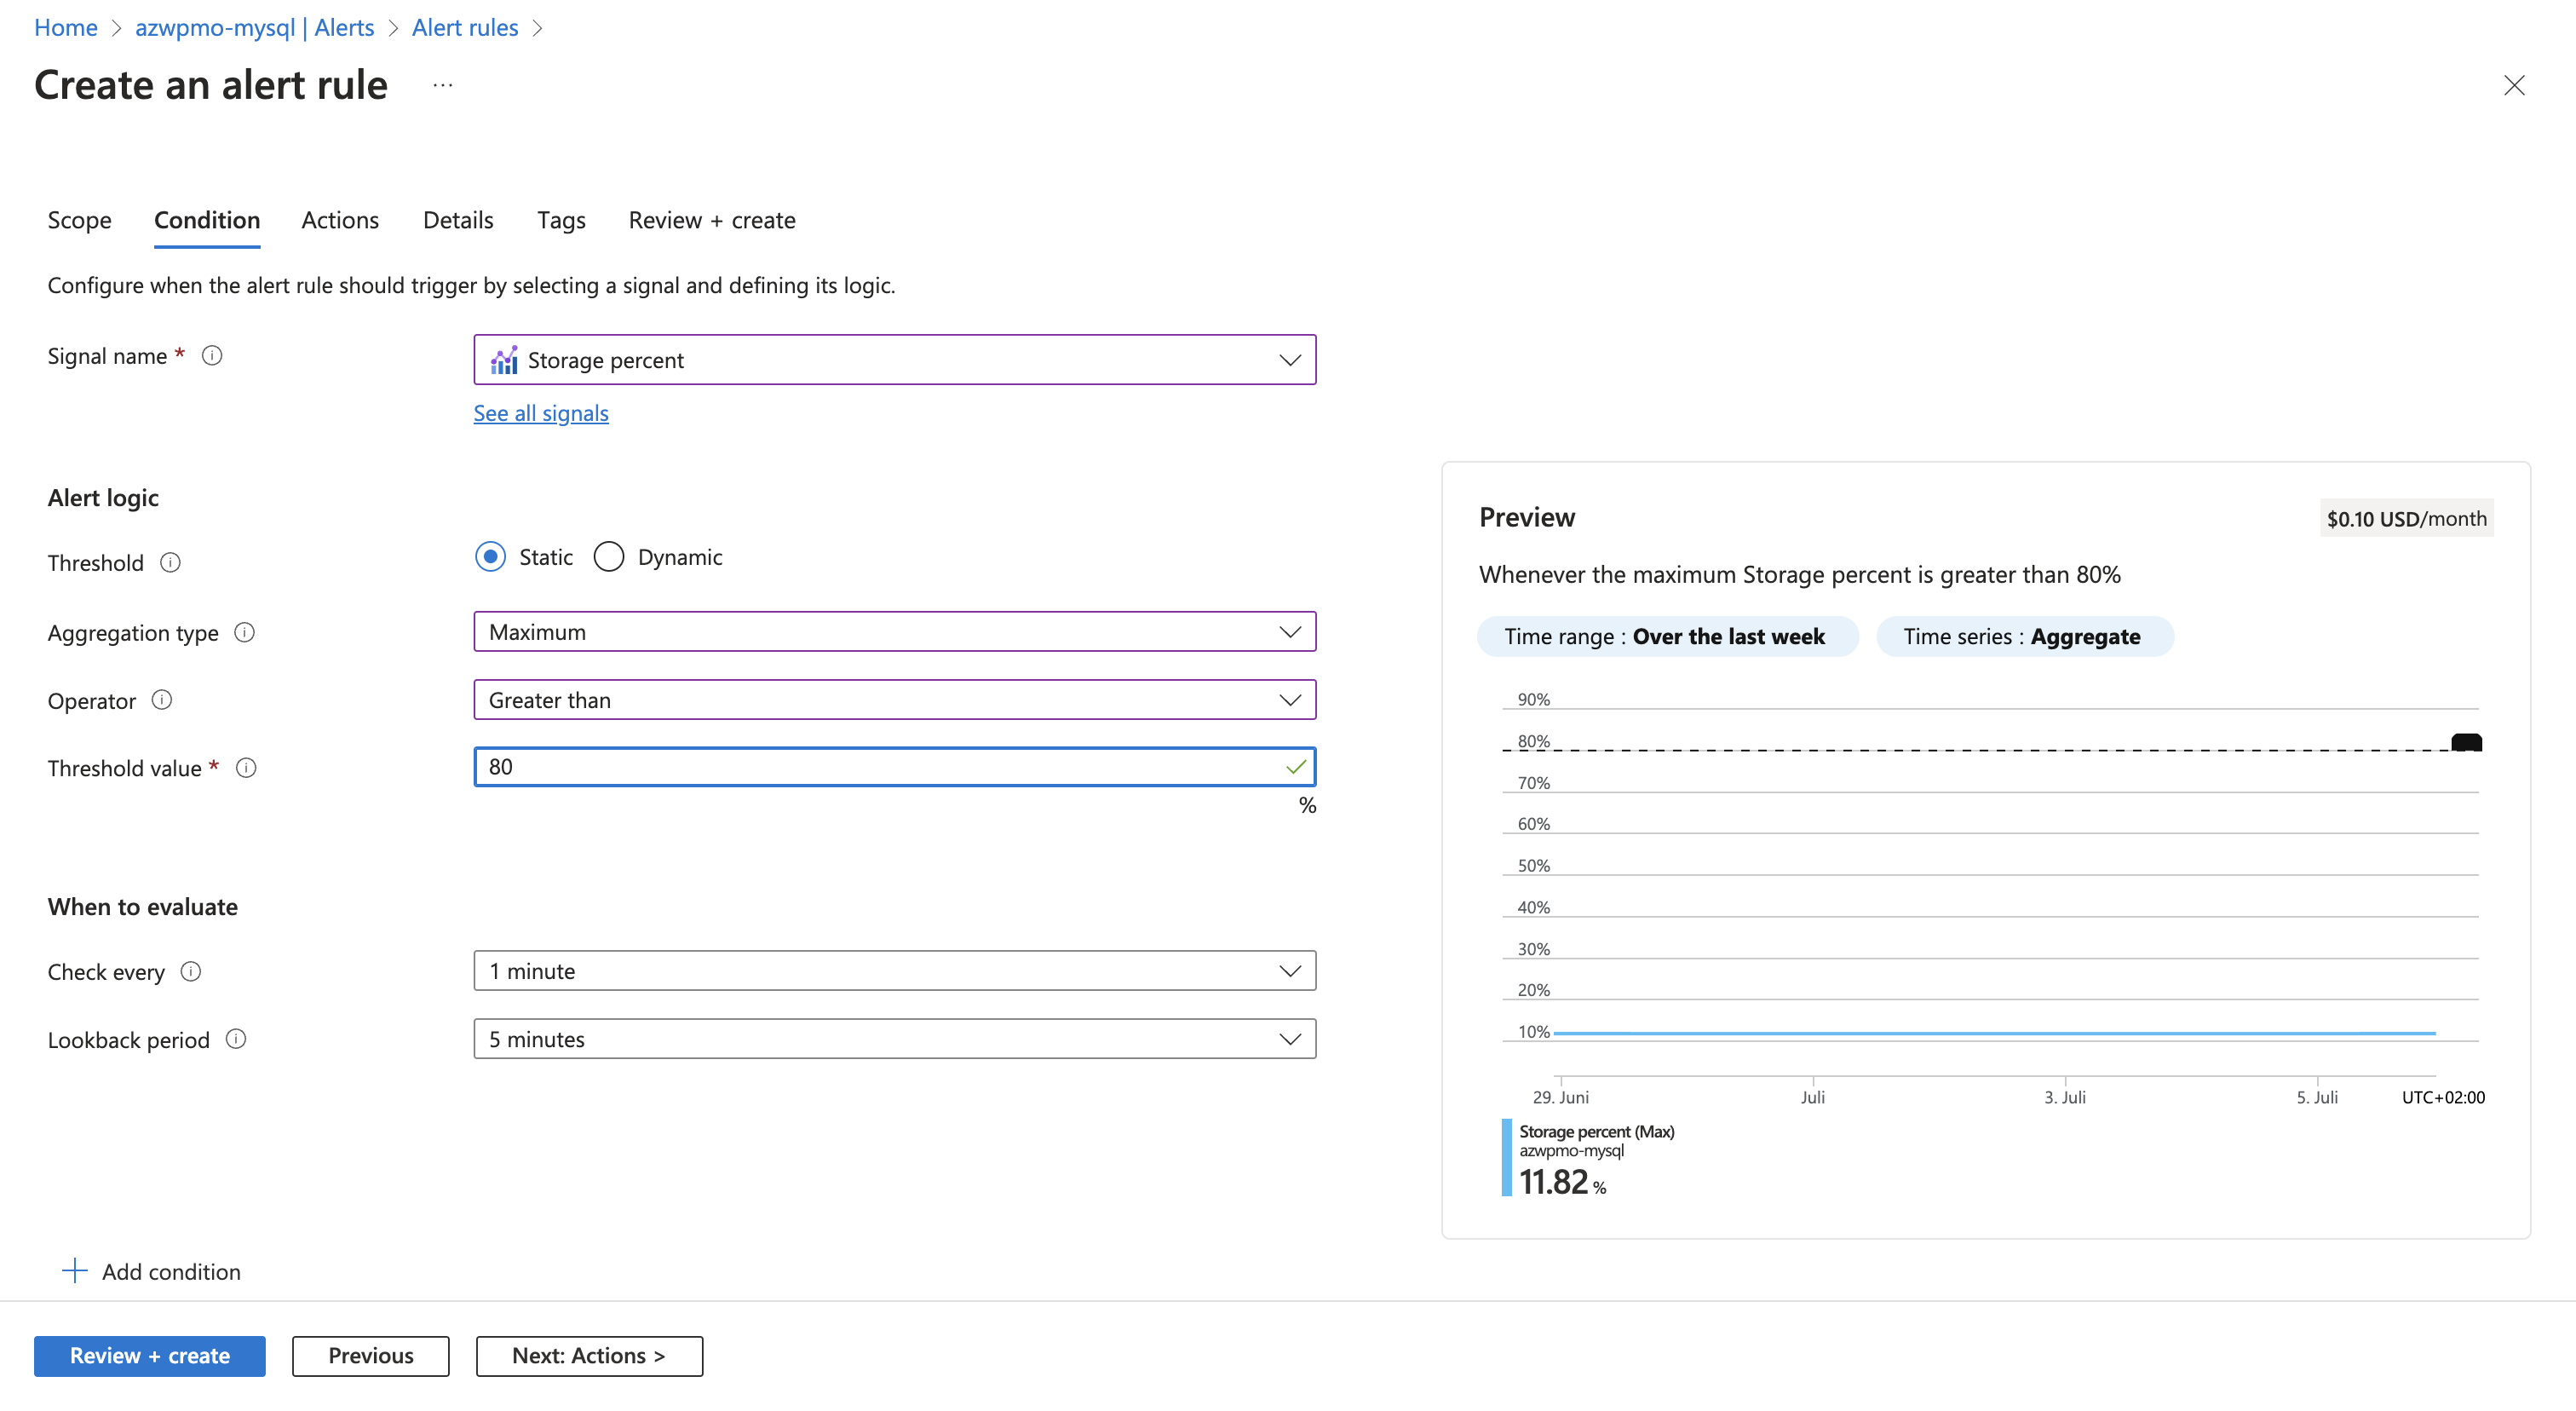 Home > azwpmo-mysql | Alerts > Alert rules >
Create an alert rule ...
Scope Condition Actions Details Tags Review + create
Configure when the alert rule should trigger by selecting a signal and defining its logic.
Signal name *
Storage percent
See all signals
Alert logic
Threshold
Static Dynamic
Aggregation type
Maximum
Operator
Greater than
Threshold value *
80
%
When to evaluate
Check every
1 minute
Lookback period
5 minutes
Add condition
Preview
$0.10 USD/month
Whenever the maximum Storage percent is greater than 80%
Time range : Over the last week Time series : Aggregate
90%
80%
70%
60%
50%
40%
30%
20%
10%
29. Juni Juli 3. Juli 5. Juli UTC+02:00
Storage percent (Max)
azwpmo-mysql
11.82 %
Review + create Previous Next: Actions >